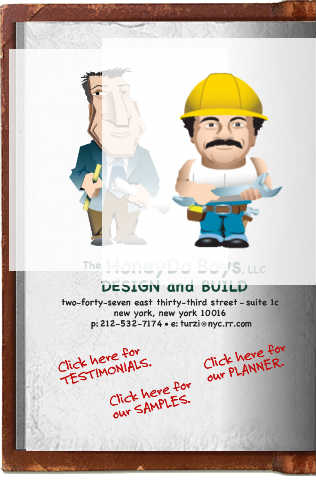 The HoneyDo Boys, LLC
DESIGN and BUILD
two-forty-seven east thirty-third street - suite 1c
new york, new york 10016
p: 212-532-7174 • e: turzi@nyc.rr.com
Click here for
TESTIMONIALS.
Click here for
our PLANNER.
Click here for
our SAMPLES.